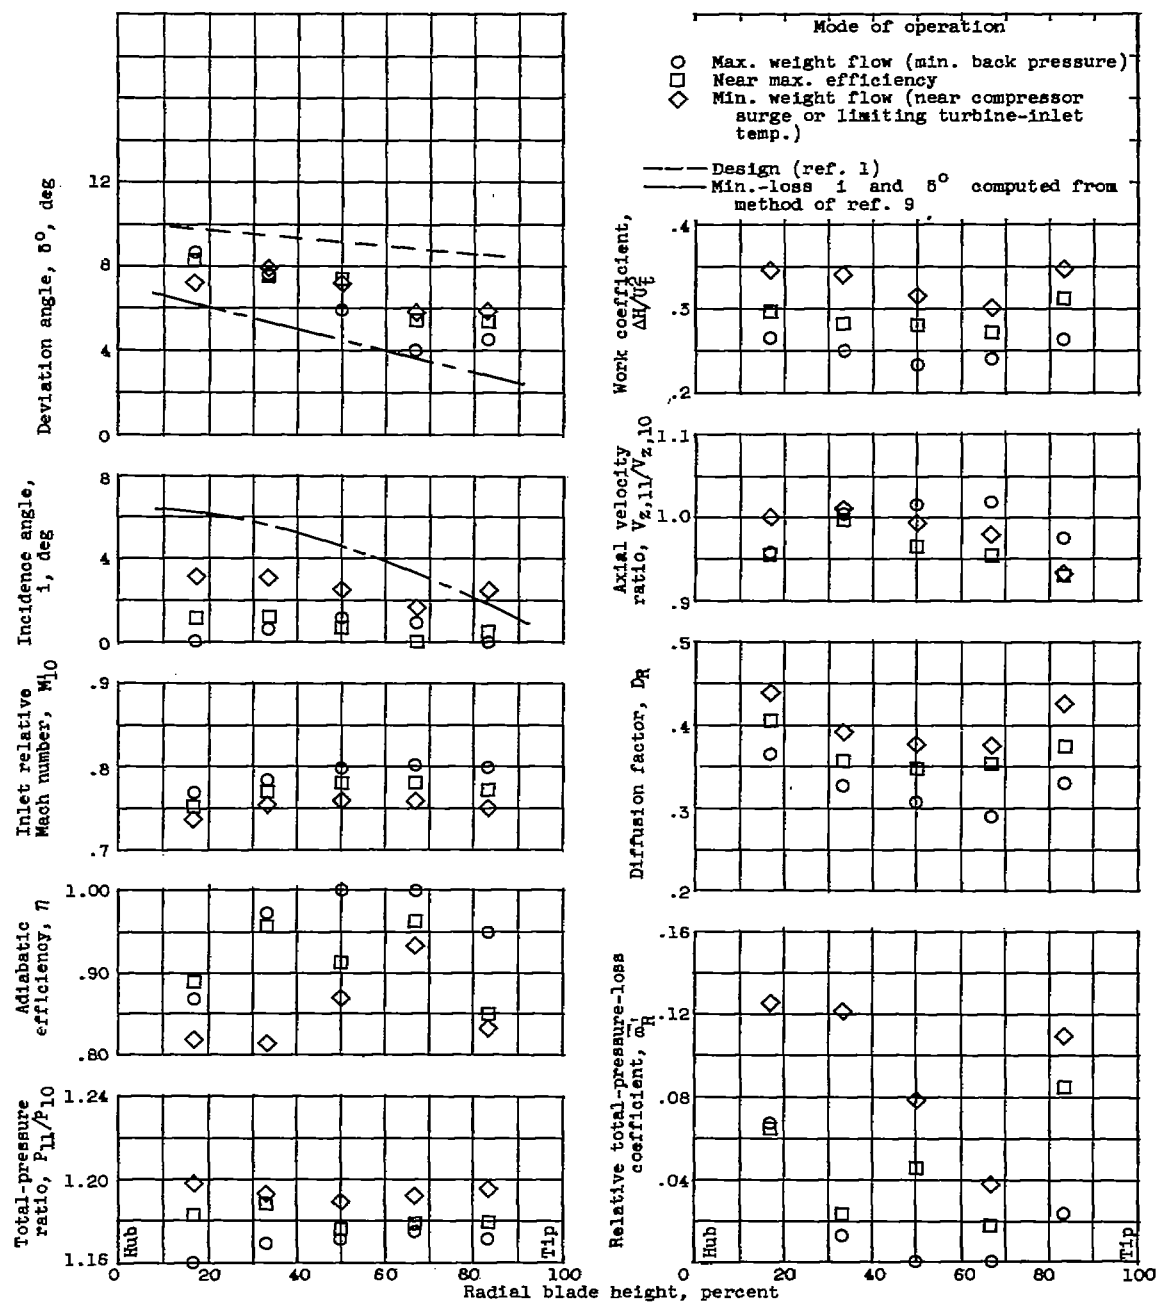 Mode of operation
Max. weight flow (min. back pressure)
Near max. efficiency
Min. weight flow (near compressor
surge or limiting turbine-inlet
temp.)
Design (ref. 1)
Min.-loss i and δ° computed from
method of ref. 9
Deviation angle, δ°, deg
12
8
4
0
Incidence angle,
i, deg
8
4
0
Inlet relative
Mach number, M'10
.9
.8
.7
Adiabatic
efficiency, η
1.00
.90
.80
Total-pressure
ratio, P11/P10
1.24
1.20
1.16
Hub
Tip
0 20 40 60 80 100
Work coefficient,
ΔH/U²t
.4
.3
.2
Axial velocity
ratio, Vz,11/Vz,10
1.1
1.0
.9
Diffusion factor, DR
.5
.4
.3
.2
Relative total-pressure-loss
coefficient, ω̅'R
.16
.12
.08
.04
Hub
Tip
0 20 40 60 80 100
Radial blade height, percent